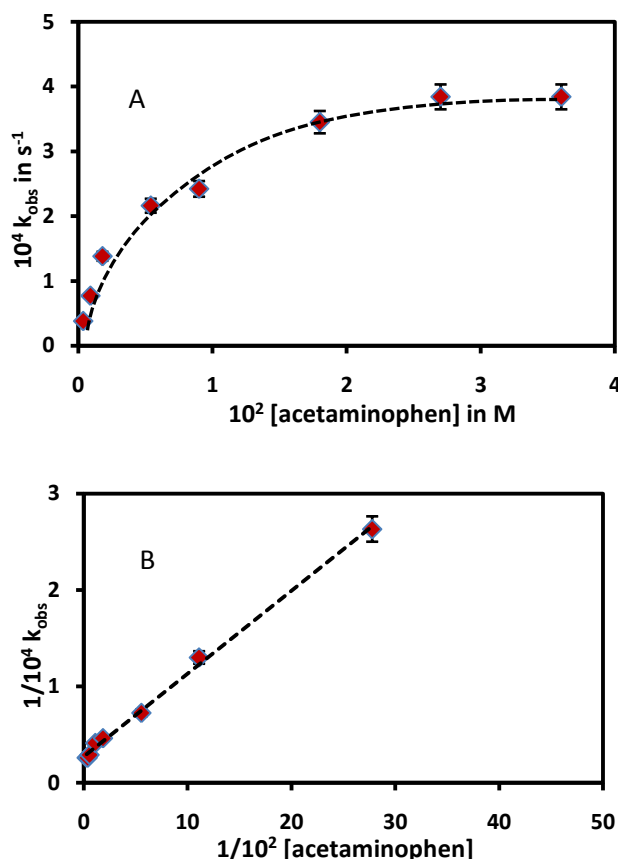 5
4
3
2
1
0
A
10⁴ k_obs in s⁻¹
0 1 2 3 4
10² [acetaminophen] in M
3
2
1
0
B
1/10⁴ k_obs
0 10 20 30 40 50
1/10² [acetaminophen]